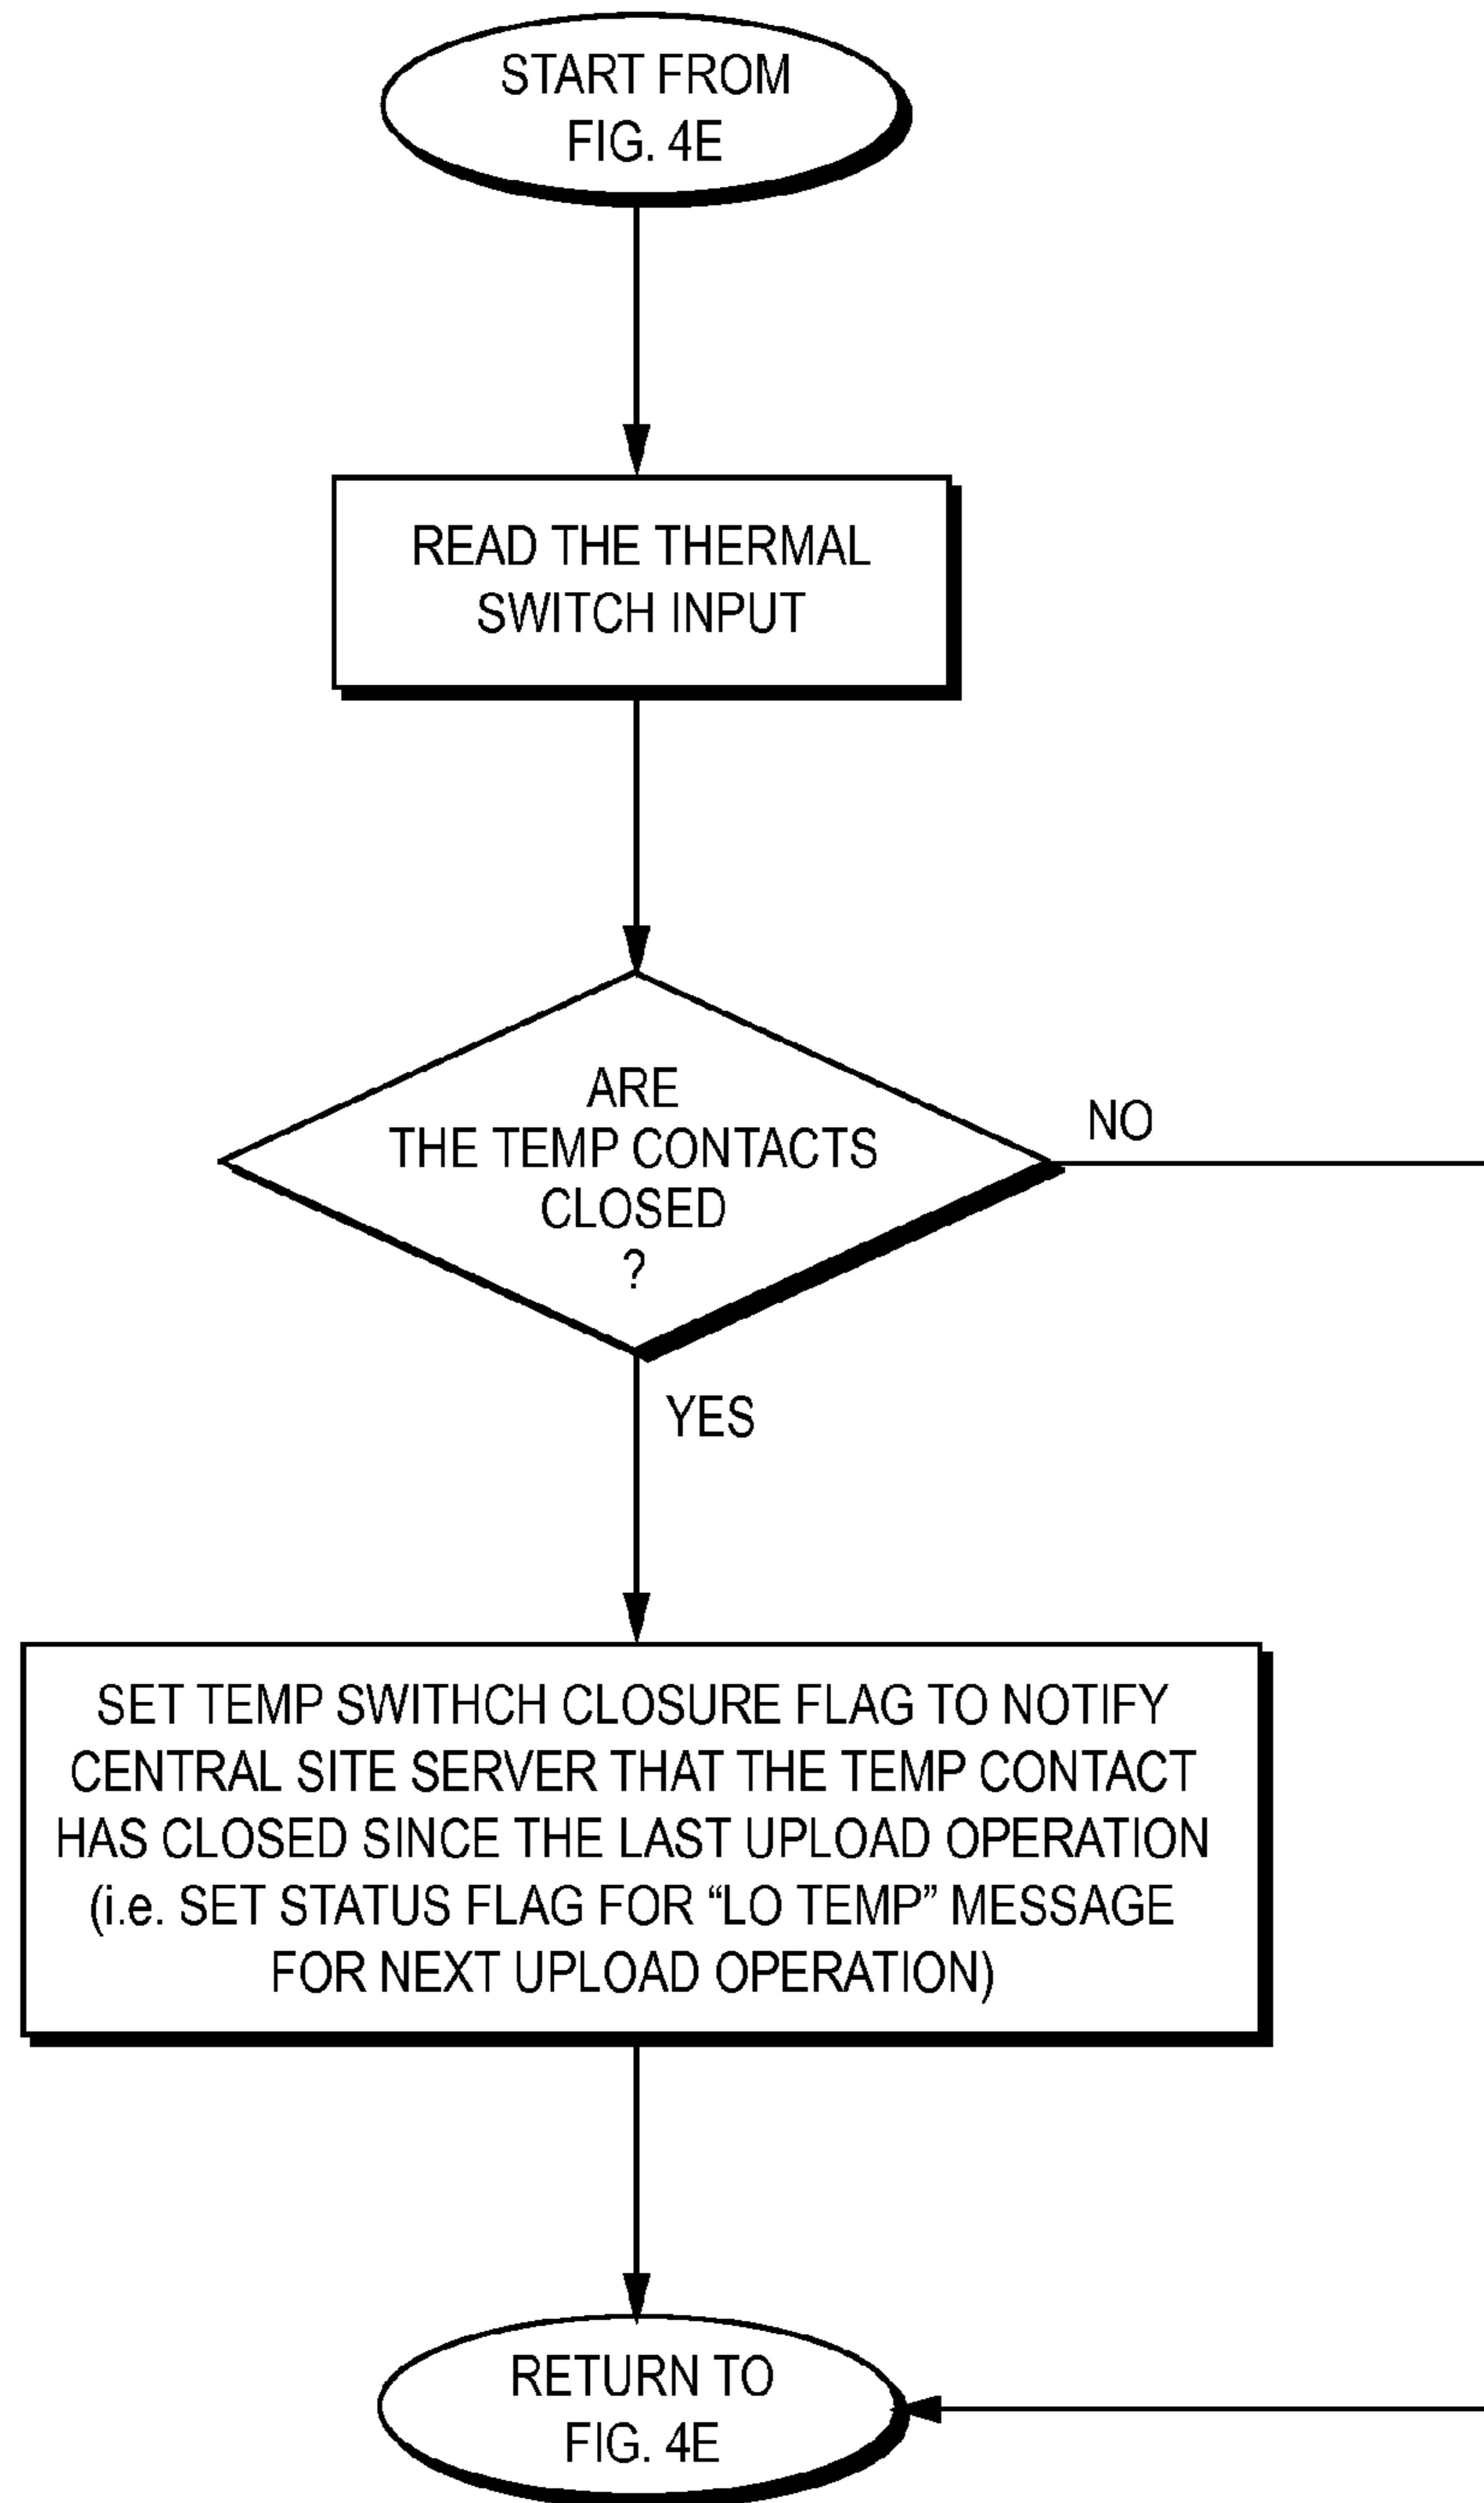 START FROM
FIG. 4E
READ THE THERMAL
SWITCH INPUT
ARE
THE TEMP CONTACTS
CLOSED
?
NO
YES
SET TEMP SWITHCH CLOSURE FLAG TO NOTIFY
CENTRAL SITE SERVER THAT THE TEMP CONTACT
HAS CLOSED SINCE THE LAST UPLOAD OPERATION
(i.e. SET STATUS FLAG FOR “LO TEMP” MESSAGE
FOR NEXT UPLOAD OPERATION)
RETURN TO
FIG. 4E